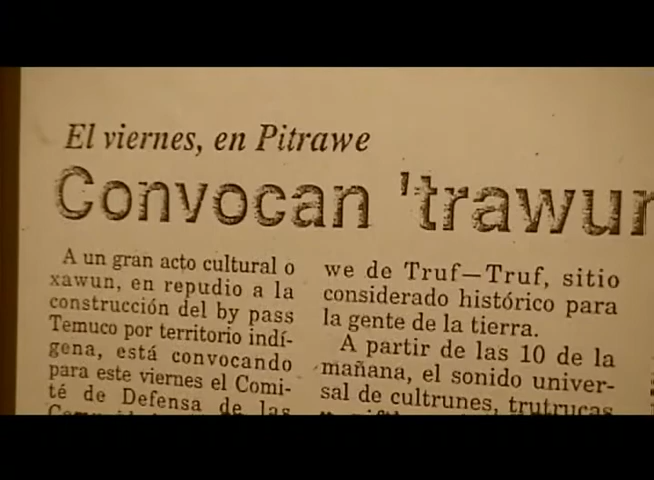 El viernes, en Pitrawe
Convocan 'trawun
A un gran acto cultural o
xawun, en repudio a la
construcción del by pass
Temuco por territorio indí-
gena, está convocando
para este viernes el Comi-
té de Defensa de las
we de Truf—Truf, sitio
considerado histórico para
la gente de la tierra.
A partir de las 10 de la
mañana, el sonido univer-
sal de cultrunes, trutrucas